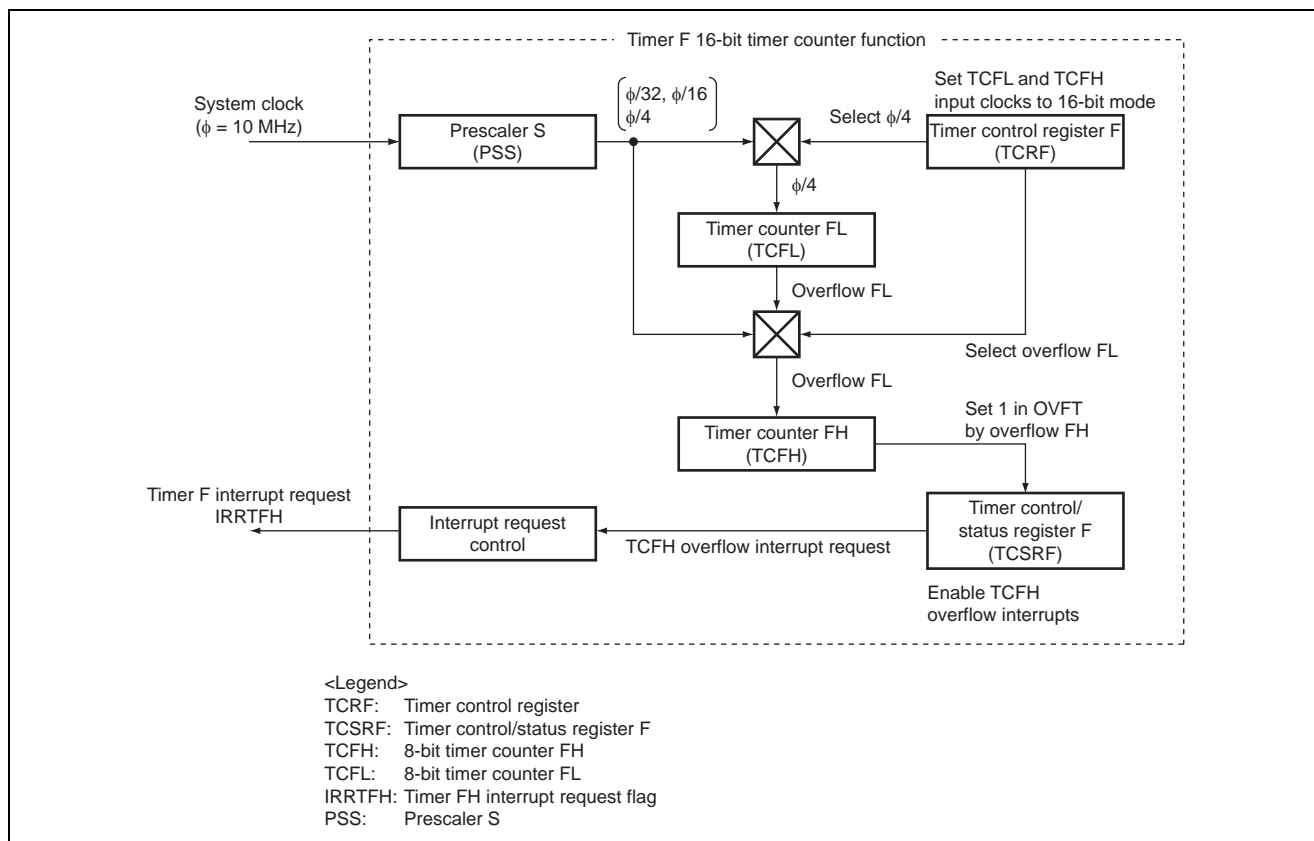 Timer F 16-bit timer counter function
System clock
(ϕ = 10 MHz)
Prescaler S
(PSS)
ϕ/32, ϕ/16
ϕ/4
Select ϕ/4
Set TCFL and TCFH
input clocks to 16-bit mode
Timer control register F
(TCRF)
ϕ/4
Timer counter FL
(TCFL)
Overflow FL
Select overflow FL
Overflow FL
Timer counter FH
(TCFH)
Set 1 in OVFT
by overflow FH
Timer F interrupt request
IRRTFH
Interrupt request
control
TCFH overflow interrupt request
Timer control/
status register F
(TCSRF)
Enable TCFH
overflow interrupts
<Legend>
TCRF: Timer control register
TCSRF: Timer control/status register F
TCFH: 8-bit timer counter FH
TCFL: 8-bit timer counter FL
IRRTFH: Timer FH interrupt request flag
PSS: Prescaler S